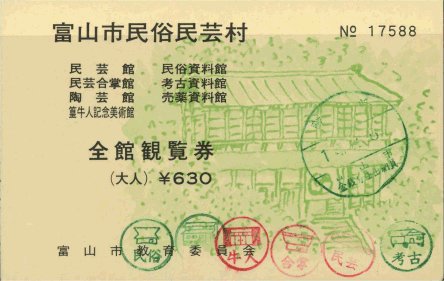 富山市民俗民芸村
№ 17588
民芸館 民俗資料館
民芸合掌館 考古資料館
陶芸館 売薬資料館
篁牛人記念美術館
全館観覧券
(大人) ¥630
富山市教育委員会
民俗
牛人
合掌
民芸
考古